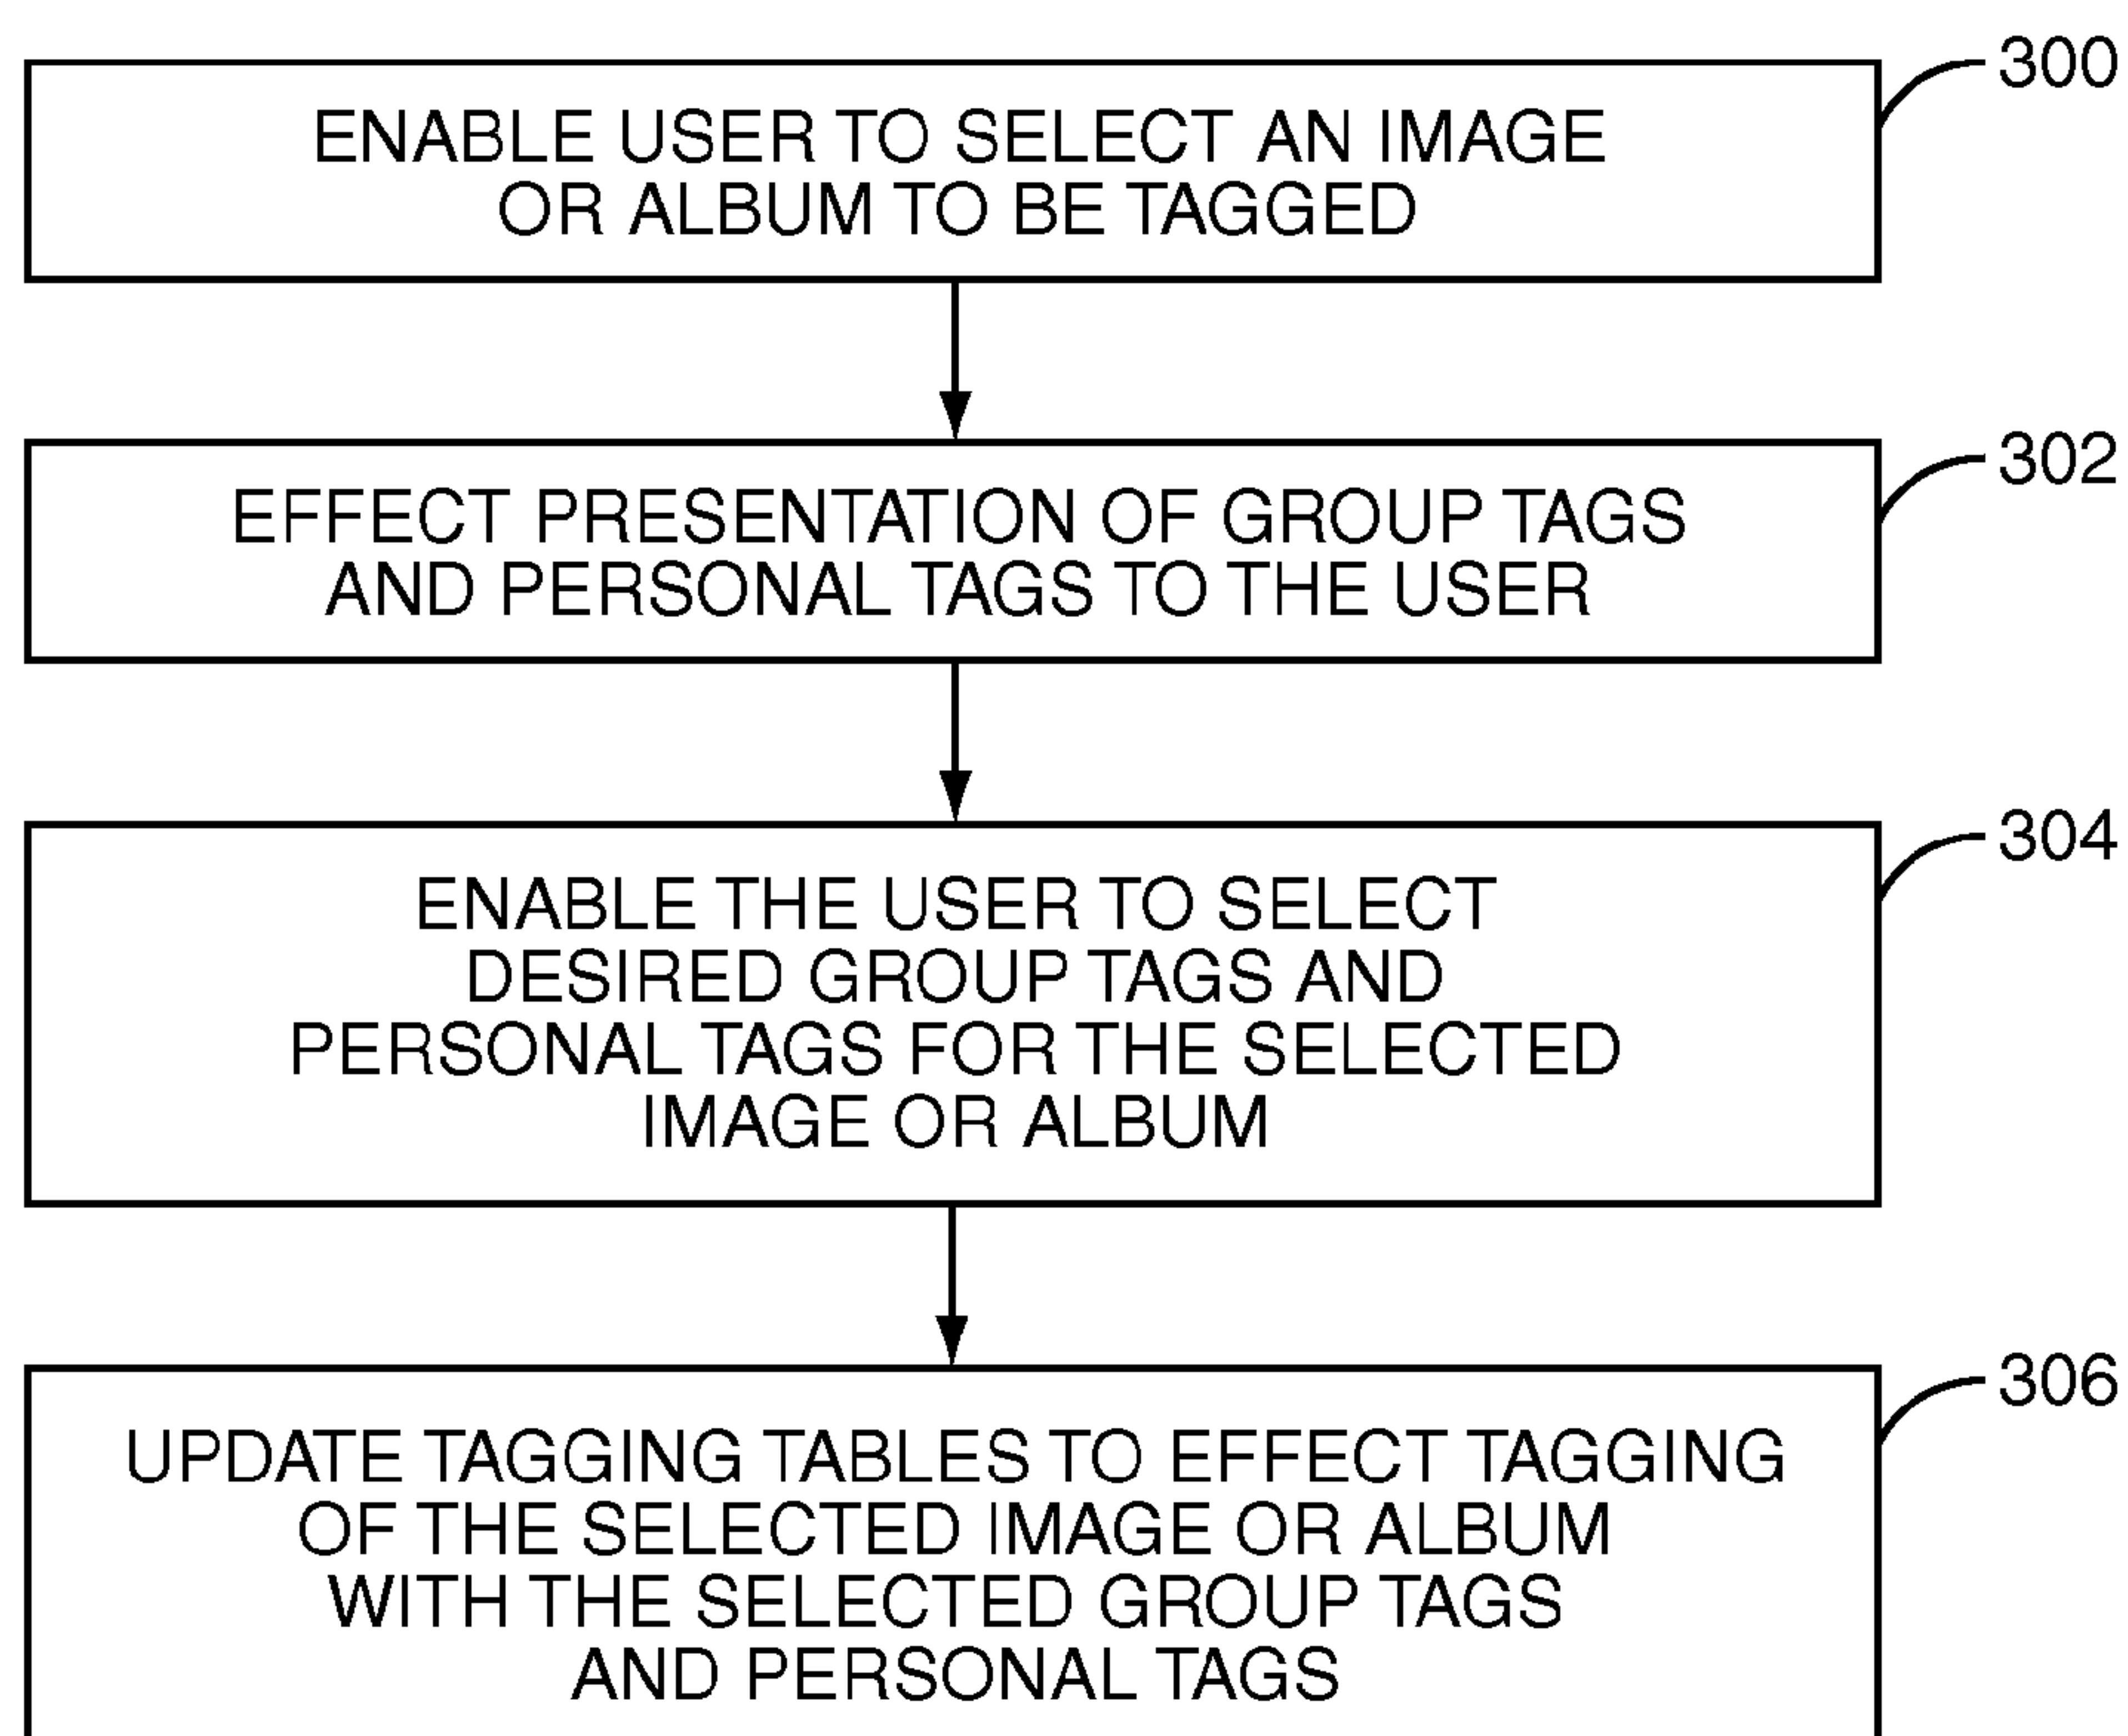 300
ENABLE USER TO SELECT AN IMAGE
OR ALBUM TO BE TAGGED
302
EFFECT PRESENTATION OF GROUP TAGS
AND PERSONAL TAGS TO THE USER
304
ENABLE THE USER TO SELECT
DESIRED GROUP TAGS AND
PERSONAL TAGS FOR THE SELECTED
IMAGE OR ALBUM
306
UPDATE TAGGING TABLES TO EFFECT TAGGING
OF THE SELECTED IMAGE OR ALBUM
WITH THE SELECTED GROUP TAGS
AND PERSONAL TAGS